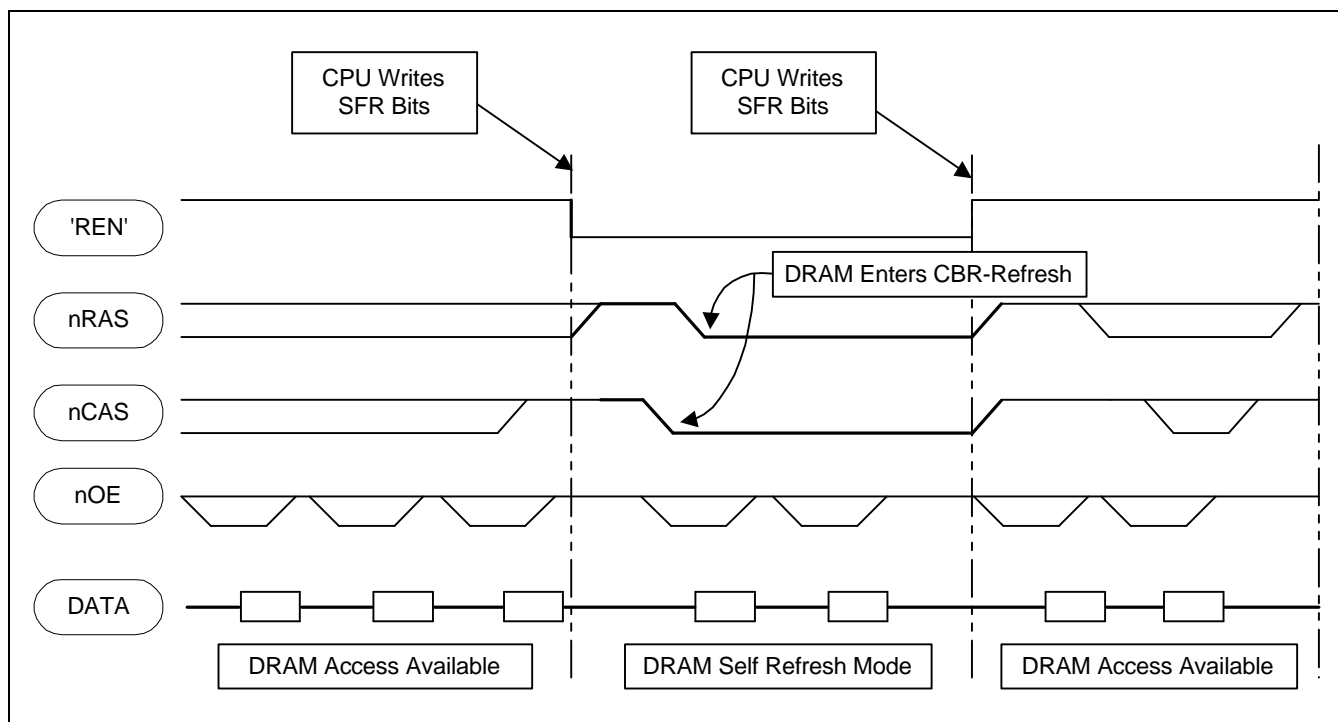 CPU Writes
SFR Bits
CPU Writes
SFR Bits
'REN'
DRAM Enters CBR-Refresh
nRAS
nCAS
nOE
DATA
DRAM Access Available
DRAM Self Refresh Mode
DRAM Access Available